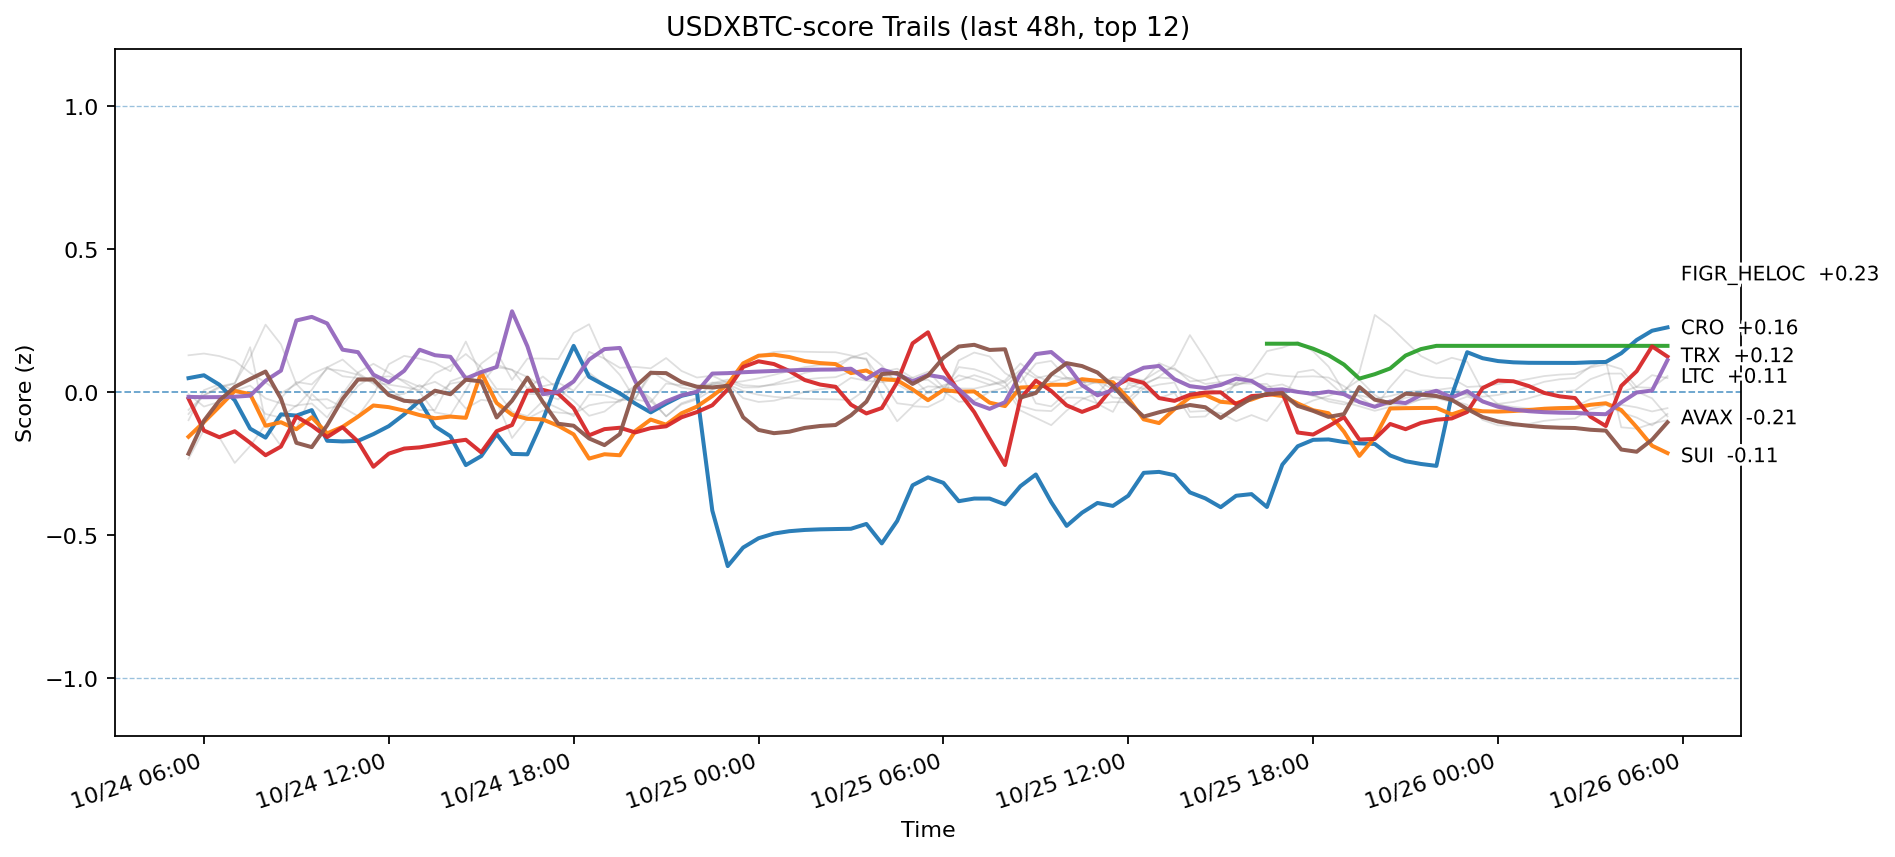 USDXBTC-score Trails (last 48h, top 12)
Score (z)
1.0
0.5
0.0
−0.5
−1.0
FIGR_HELOC +0.23
CRO +0.16
TRX +0.12
LTC +0.11
AVAX -0.21
SUI -0.11
10/24 06:00
10/24 12:00
10/24 18:00
10/25 00:00
10/25 06:00
10/25 12:00
10/25 18:00
10/26 00:00
10/26 06:00
Time